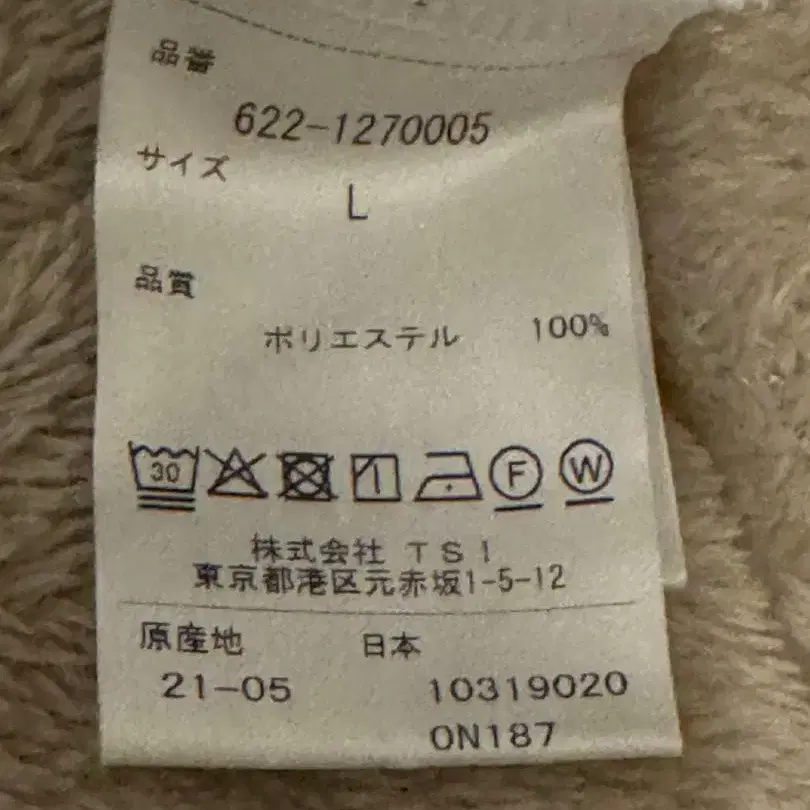 品番
622-1270005
サイズ
L
品質
ポリエステル 100%
30
F W
株式会社 TSI
東京都港区元赤坂1-5-12
原産地 日本
21-05 10319020
0N187